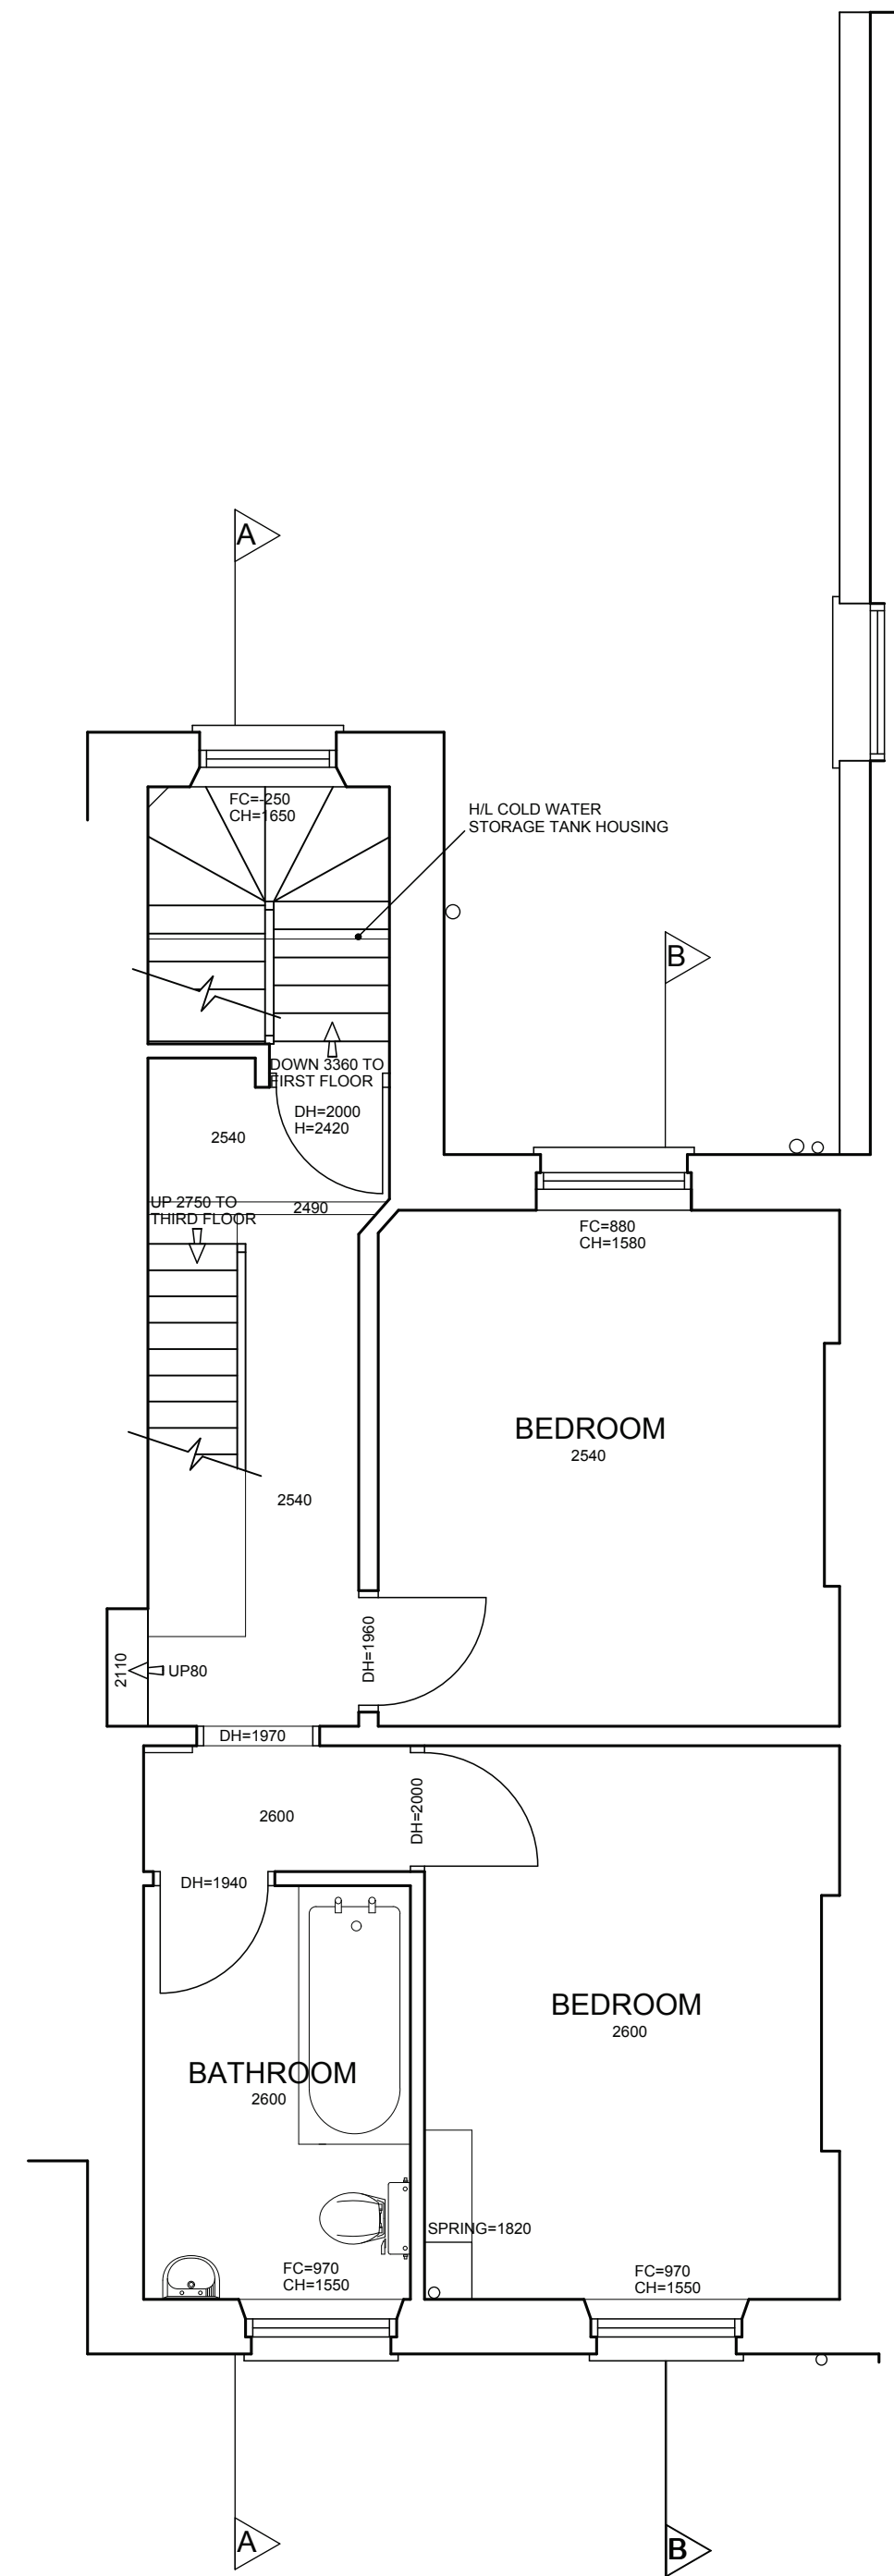 A
FC=-250
CH=1650
H/L COLD WATER
STORAGE TANK HOUSING
B
DOWN 3360 TO
FIRST FLOOR
DH=2000
H=2420
2540
UP 2750 TO
THIRD FLOOR
2490
FC=880
CH=1580
BEDROOM
2540
2540
DH=1960
2110
UP80
DH=1970
DH=2000
2600
DH=1940
BEDROOM
2600
BATHROOM
2600
SPRING=1820
FC=970
CH=1550
FC=970
CH=1550
A
B